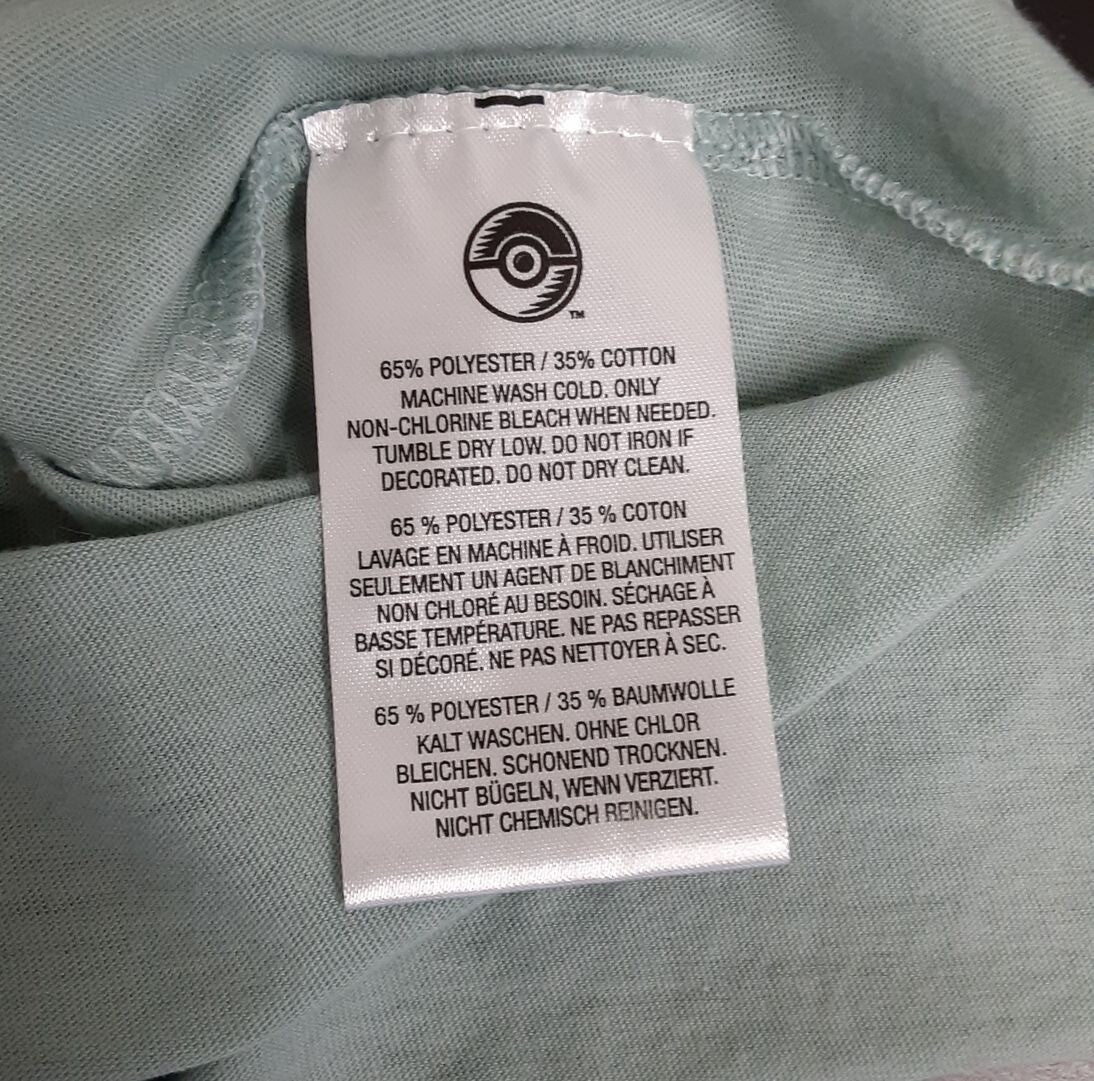 ™
65% POLYESTER / 35% COTTON
MACHINE WASH COLD. ONLY
NON-CHLORINE BLEACH WHEN NEEDED.
TUMBLE DRY LOW. DO NOT IRON IF
DECORATED. DO NOT DRY CLEAN.
65 % POLYESTER / 35 % COTON
LAVAGE EN MACHINE À FROID. UTILISER
SEULEMENT UN AGENT DE BLANCHIMENT
NON CHLORÉ AU BESOIN. SÉCHAGE À
BASSE TEMPÉRATURE. NE PAS REPASSER
SI DÉCORÉ. NE PAS NETTOYER À SEC.
65 % POLYESTER / 35 % BAUMWOLLE
KALT WASCHEN. OHNE CHLOR
BLEICHEN. SCHONEND TROCKNEN.
NICHT BÜGELN, WENN VERZIERT.
NICHT CHEMISCH REINIGEN.